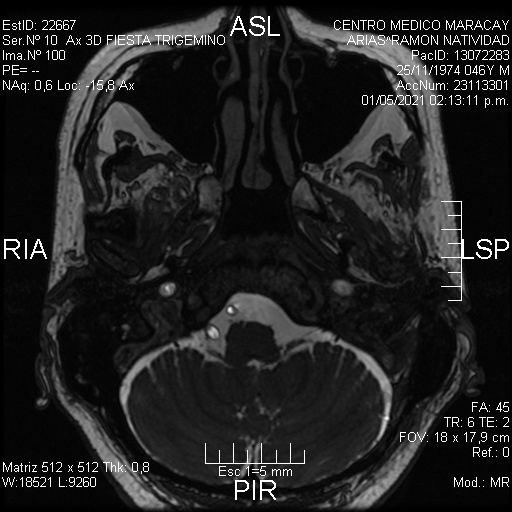 EstID: 22667
Ser.Nº 10 Ax 3D FIESTA TRIGEMINO
Ima.Nº 100
PE= --
NAq: 0,6 Loc: -15,8 Ax
ASL
CENTRO MEDICO MARACAY
ARIAS^RAMON NATIVIDAD
PacID: 13072283
25/11/1974 046Y M
AccNum: 23113301
01/05/2021 02:13:11 p.m.
RIA
LSP
FA: 45
TR: 6 TE: 2
FOV: 18 x 17,9 cm
Ref.: 0
Mod.: MR
Matriz 512 x 512 Thk: 0,8
W:18521 L:9260
Esc 1=5 mm
PIR